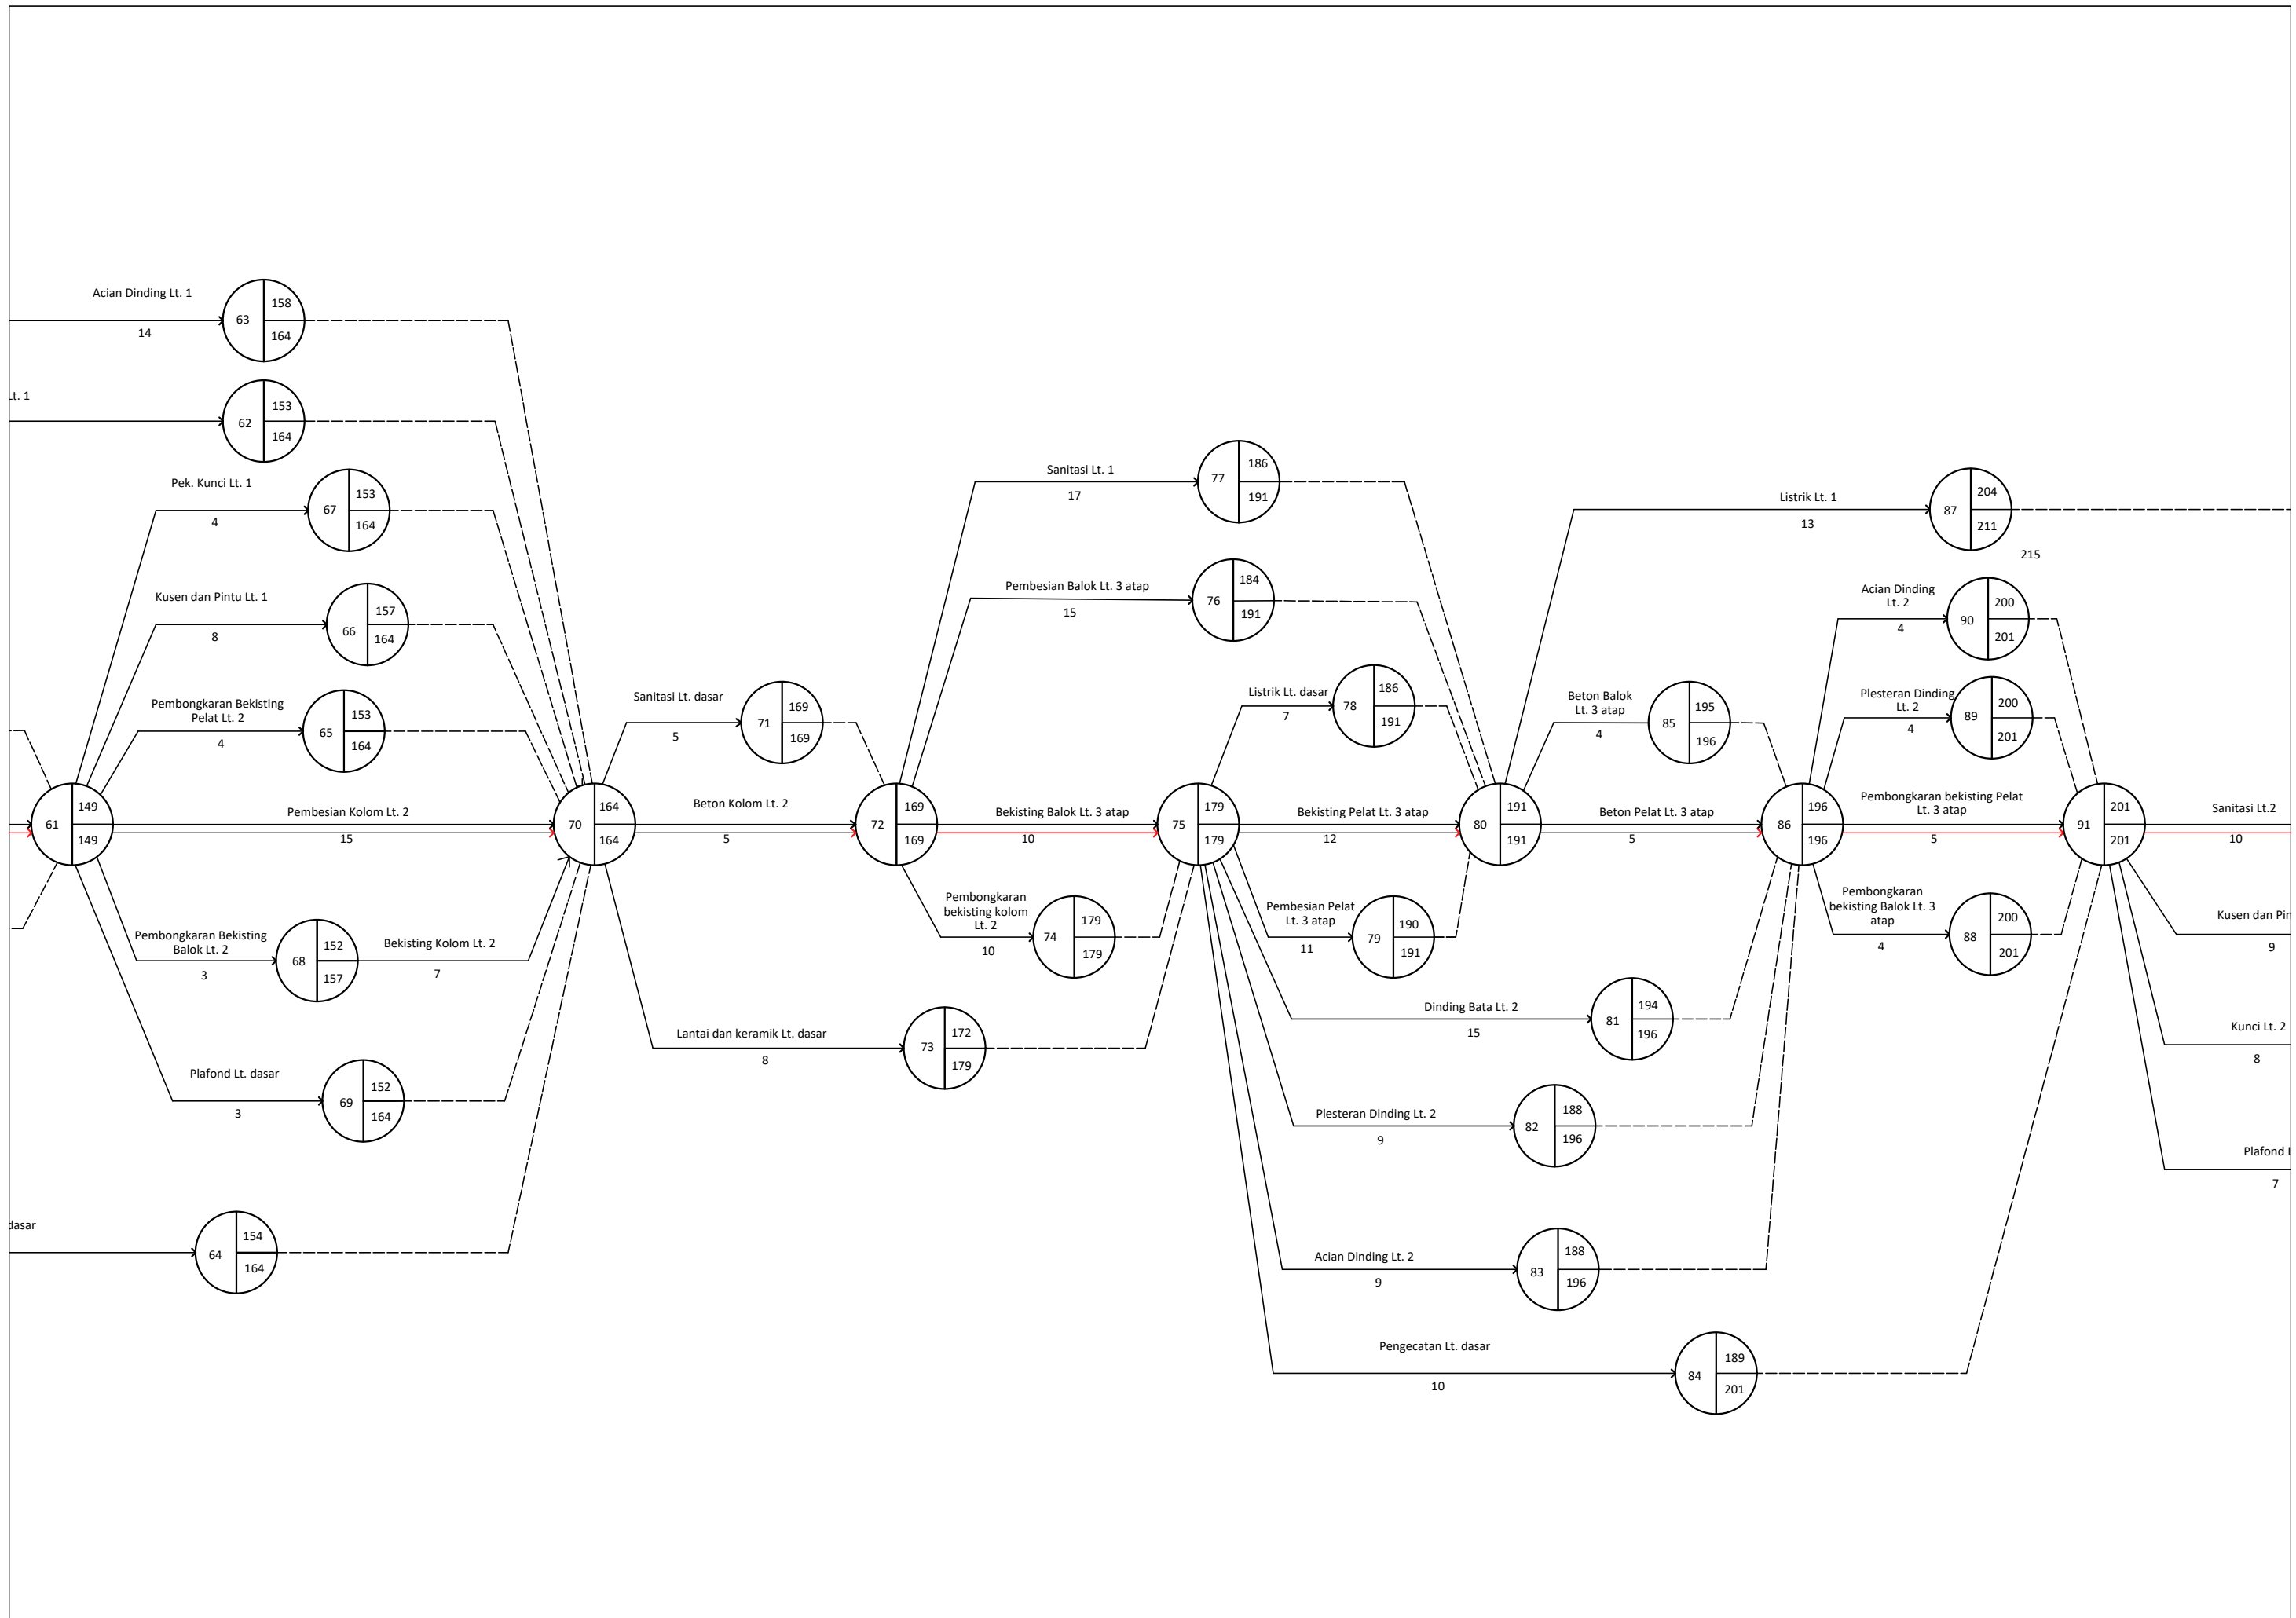 Acian Dinding Lt. 1
14
63
158
164
Lt. 1
62
153
164
Pek. Kunci Lt. 1
4
67
153
164
Kusen dan Pintu Lt. 1
8
66
157
164
Pembongkaran Bekisting
Pelat Lt. 2
4
65
153
164
61
149
149
Pembesian Kolom Lt. 2
15
70
164
164
Pembongkaran Bekisting
Balok Lt. 2
3
68
152
157
Bekisting Kolom Lt. 2
7
Plafond Lt. dasar
3
69
152
164
dasar
64
154
164
Sanitasi Lt. dasar
5
71
169
169
Beton Kolom Lt. 2
5
72
169
169
Lantai dan keramik Lt. dasar
8
73
172
179
Sanitasi Lt. 1
17
77
186
191
Pembesian Balok Lt. 3 atap
15
76
184
191
Bekisting Balok Lt. 3 atap
10
75
179
179
Pembongkaran
bekisting kolom
Lt. 2
10
74
179
179
Listrik Lt. dasar
7
78
186
191
Bekisting Pelat Lt. 3 atap
12
80
191
191
Pembesian Pelat
Lt. 3 atap
11
79
190
191
Dinding Bata Lt. 2
15
81
194
196
Plesteran Dinding Lt. 2
9
82
188
196
Acian Dinding Lt. 2
9
83
188
196
Pengecatan Lt. dasar
10
84
189
201
Listrik Lt. 1
13
87
204
211
215
Beton Balok
Lt. 3 atap
4
85
195
196
Beton Pelat Lt. 3 atap
5
86
196
196
Acian Dinding
Lt. 2
4
90
200
201
Plesteran Dinding
Lt. 2
4
89
200
201
Pembongkaran bekisting Pelat
Lt. 3 atap
5
91
201
201
Pembongkaran
bekisting Balok Lt. 3
atap
4
88
200
201
Sanitasi Lt.2
10
Kusen dan Pin
9
Kunci Lt. 2
8
Plafond L
7